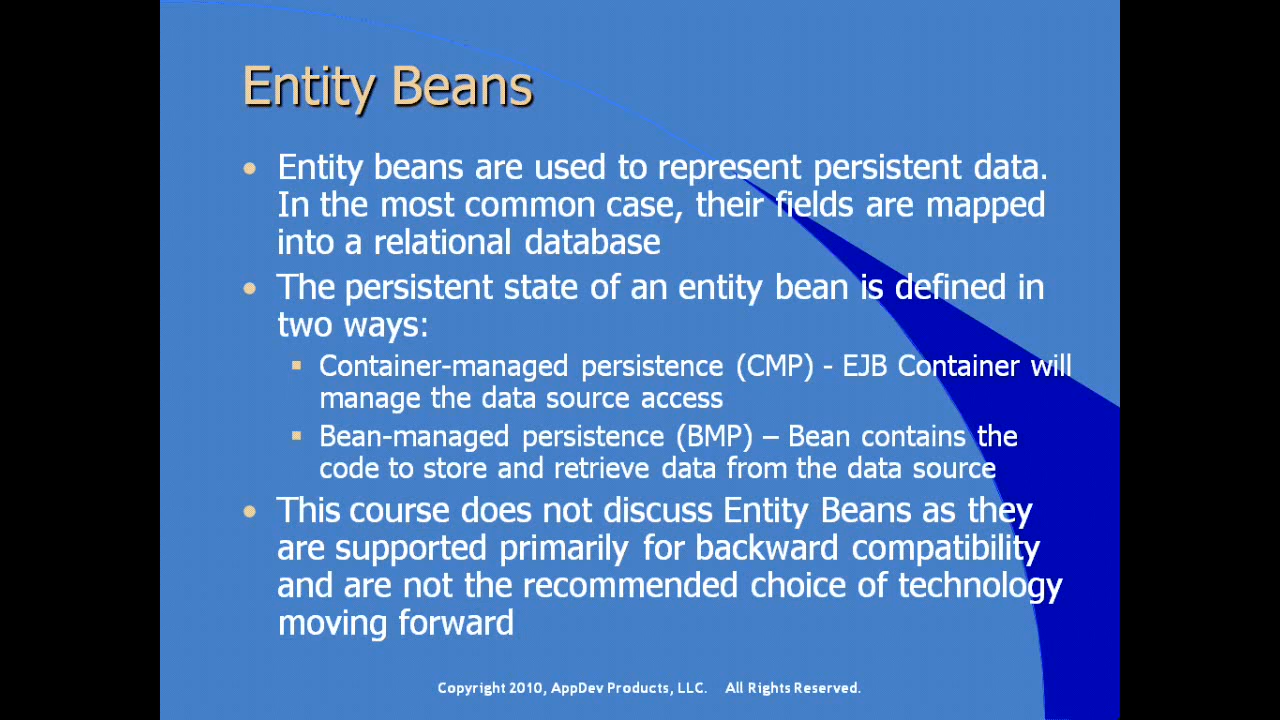 Entity Beans
• Entity beans are used to represent persistent data.
In the most common case, their fields are mapped
into a relational database
• The persistent state of an entity bean is defined in
two ways:
▪ Container-managed persistence (CMP) - EJB Container will
manage the data source access
▪ Bean-managed persistence (BMP) – Bean contains the
code to store and retrieve data from the data source
• This course does not discuss Entity Beans as they
are supported primarily for backward compatibility
and are not the recommended choice of technology
moving forward
Copyright 2010, AppDev Products, LLC. All Rights Reserved.